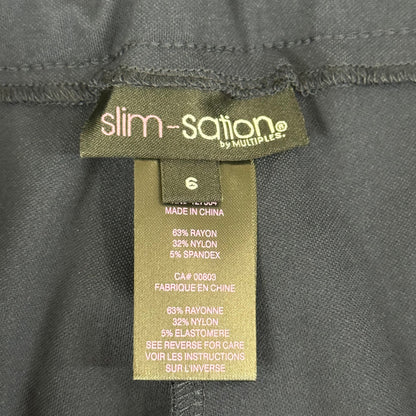 slim-sation®
by MULTIPLES®
6
MADE IN CHINA
63% RAYON
32% NYLON
5% SPANDEX
CA# 00803
FABRIQUE EN CHINE
63% RAYONNE
32% NYLON
5% ELASTOMERE
SEE REVERSE FOR CARE
VOIR LES INSTRUCTIONS
SUR L'INVERSE